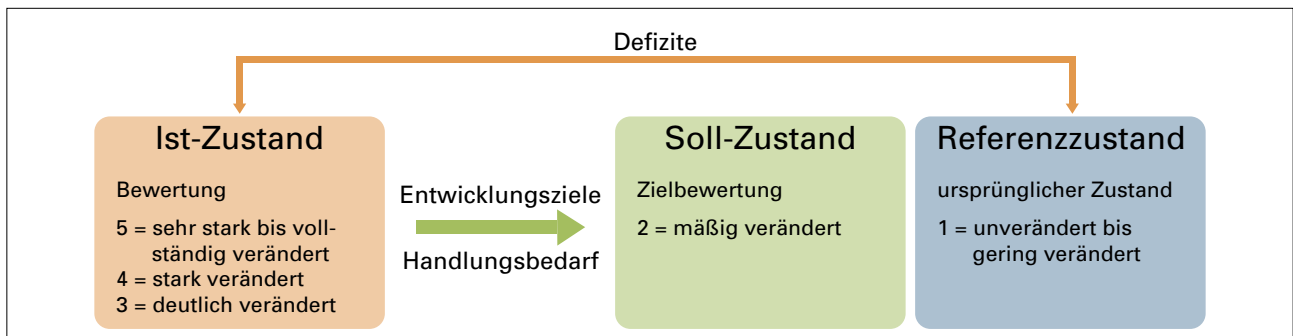 Defizite
Ist-Zustand
Bewertung
5 = sehr stark bis voll-
ständig verändert
4 = stark verändert
3 = deutlich verändert
Entwicklungsziele
Handlungsbedarf
Soll-Zustand
Zielbewertung
2 = mäßig verändert
Referenzzustand
ursprünglicher Zustand
1 = unverändert bis
gering verändert